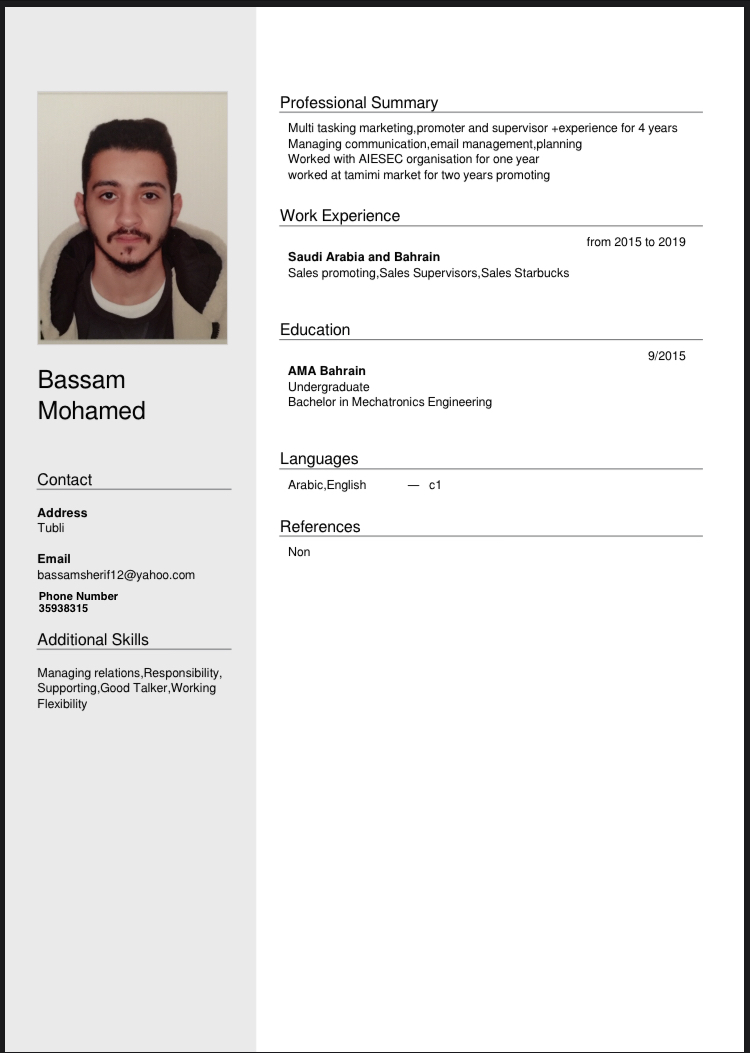 Bassam
Mohamed
Contact
Address
Tubli
Email
bassamsherif12@yahoo.com
Phone Number
35938315
Additional Skills
Managing relations,Responsibility,
Supporting,Good Talker,Working
Flexibility
Professional Summary
Multi tasking marketing,promoter and supervisor +experience for 4 years
Managing communication,email management,planning
Worked with AIESEC organisation for one year
worked at tamimi market for two years promoting
Work Experience
from 2015 to 2019
Saudi Arabia and Bahrain
Sales promoting,Sales Supervisors,Sales Starbucks
Education
9/2015
AMA Bahrain
Undergraduate
Bachelor in Mechatronics Engineering
Languages
Arabic,English — c1
References
Non